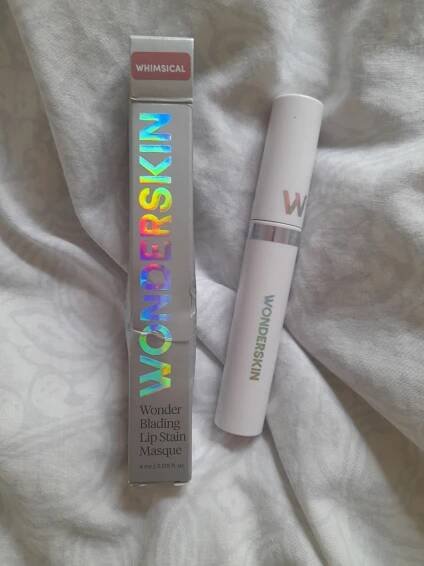 WHIMSICAL
WONDERSKIN
Wonder
Blading
Lip Stain
Masque
W
WONDERSKIN